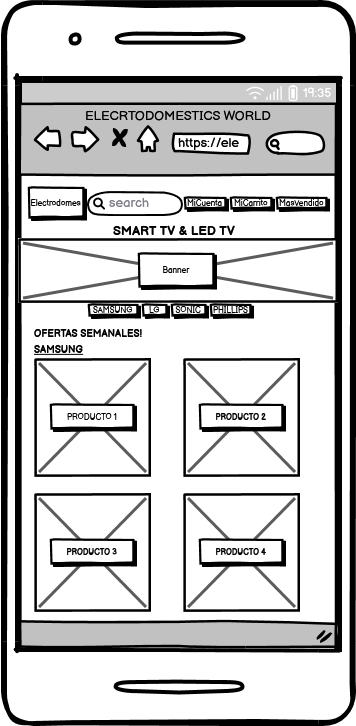 19:35
ELECRTODOMESTICS WORLD
https://ele
Electrodomes search MiCuenta MiCarrito MasVendido
SMART TV & LED TV
Banner
SAMSUNG LG SONIC PHILLIPS
OFERTAS SEMANALES!
SAMSUNG
PRODUCTO 1 PRODUCTO 2
PRODUCTO 3 PRODUCTO 4